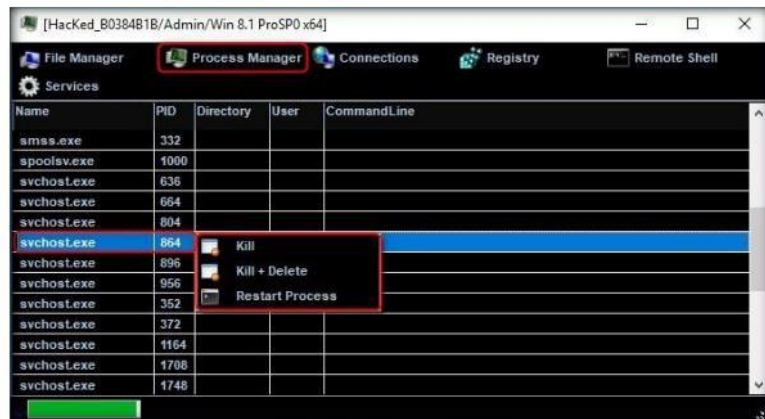 [HacKed_B0384B1B/Admin/Win 8.1 ProSP0 x64]
File Manager Process Manager Connections Registry Remote Shell
Services
Name PID Directory User CommandLine
smss.exe 332
spoolsv.exe 1000
svchost.exe 636
svchost.exe 664
svchost.exe 804
svchost.exe 864
Kill
svchost.exe 896
Kill + Delete
svchost.exe 956
Restart Process
svchost.exe 352
svchost.exe 372
svchost.exe 1164
svchost.exe 1708
svchost.exe 1748